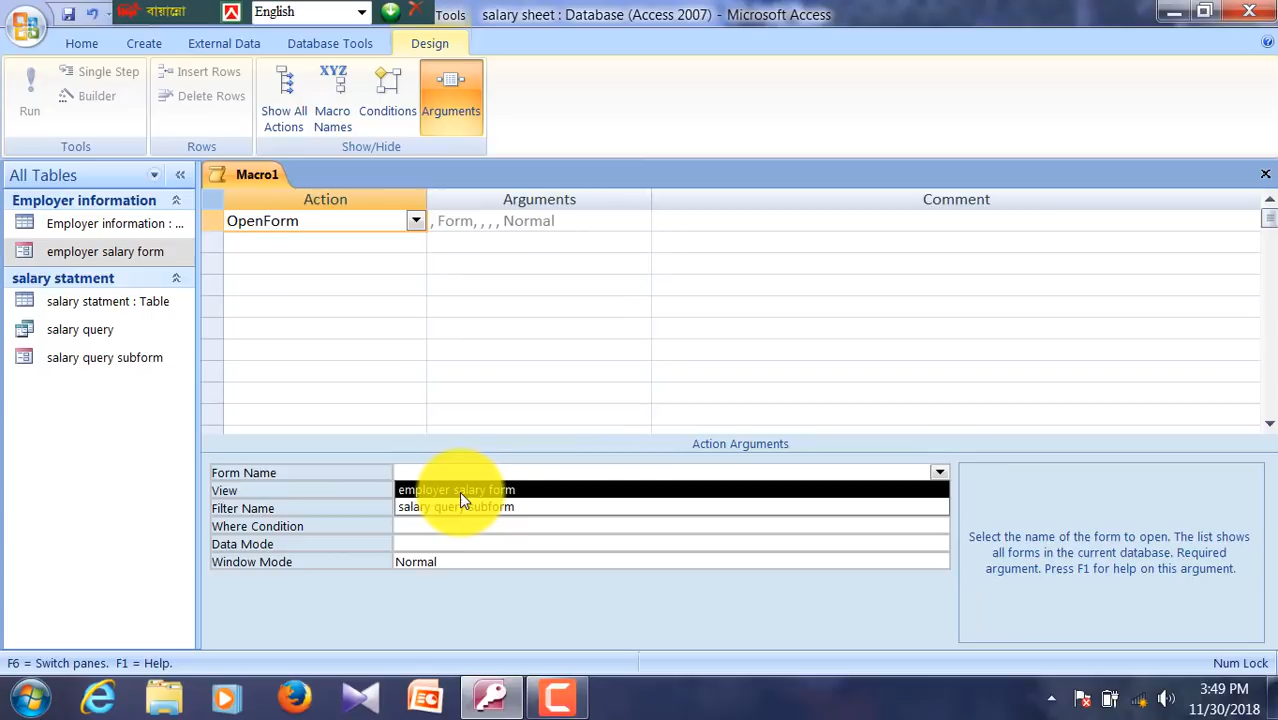 বায়ান্নো
English
Tools
salary sheet : Database (Access 2007) - Microsoft Access
Home
Create
External Data
Database Tools
Design
Run
Single Step
Builder
Tools
Insert Rows
Delete Rows
Rows
Show All Actions
XYZ
Macro Names
Conditions
Arguments
Show/Hide
All Tables
Employer information
Employer information : ...
employer salary form
salary statment
salary statment : Table
salary query
salary query subform
Macro1
Action
Arguments
Comment
OpenForm
, Form, , , , Normal
Action Arguments
Form Name
View
Filter Name
Where Condition
Data Mode
Window Mode
employer salary form
salary query subform
Normal
Select the name of the form to open. The list shows
all forms in the current database. Required
argument. Press F1 for help on this argument.
F6 = Switch panes. F1 = Help.
Num Lock
3:49 PM
11/30/2018